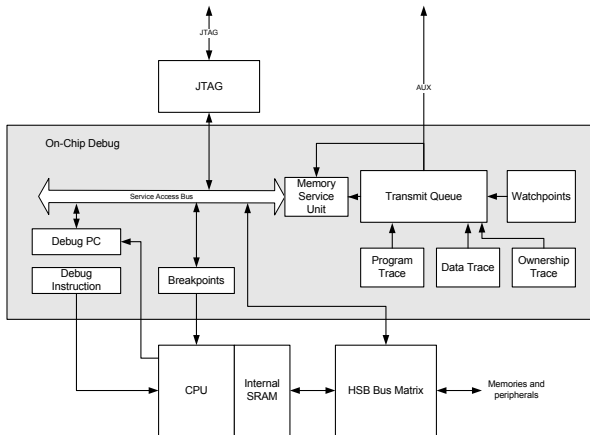 JTAG
AUX
JTAG
On-Chip Debug
Service Access Bus
Memory
Service
Unit
Transmit Queue
Watchpoints
Debug PC
Debug
Instruction
Breakpoints
Program
Trace
Data Trace
Ownership
Trace
CPU
Internal
SRAM
HSB Bus Matrix
Memories and
peripherals